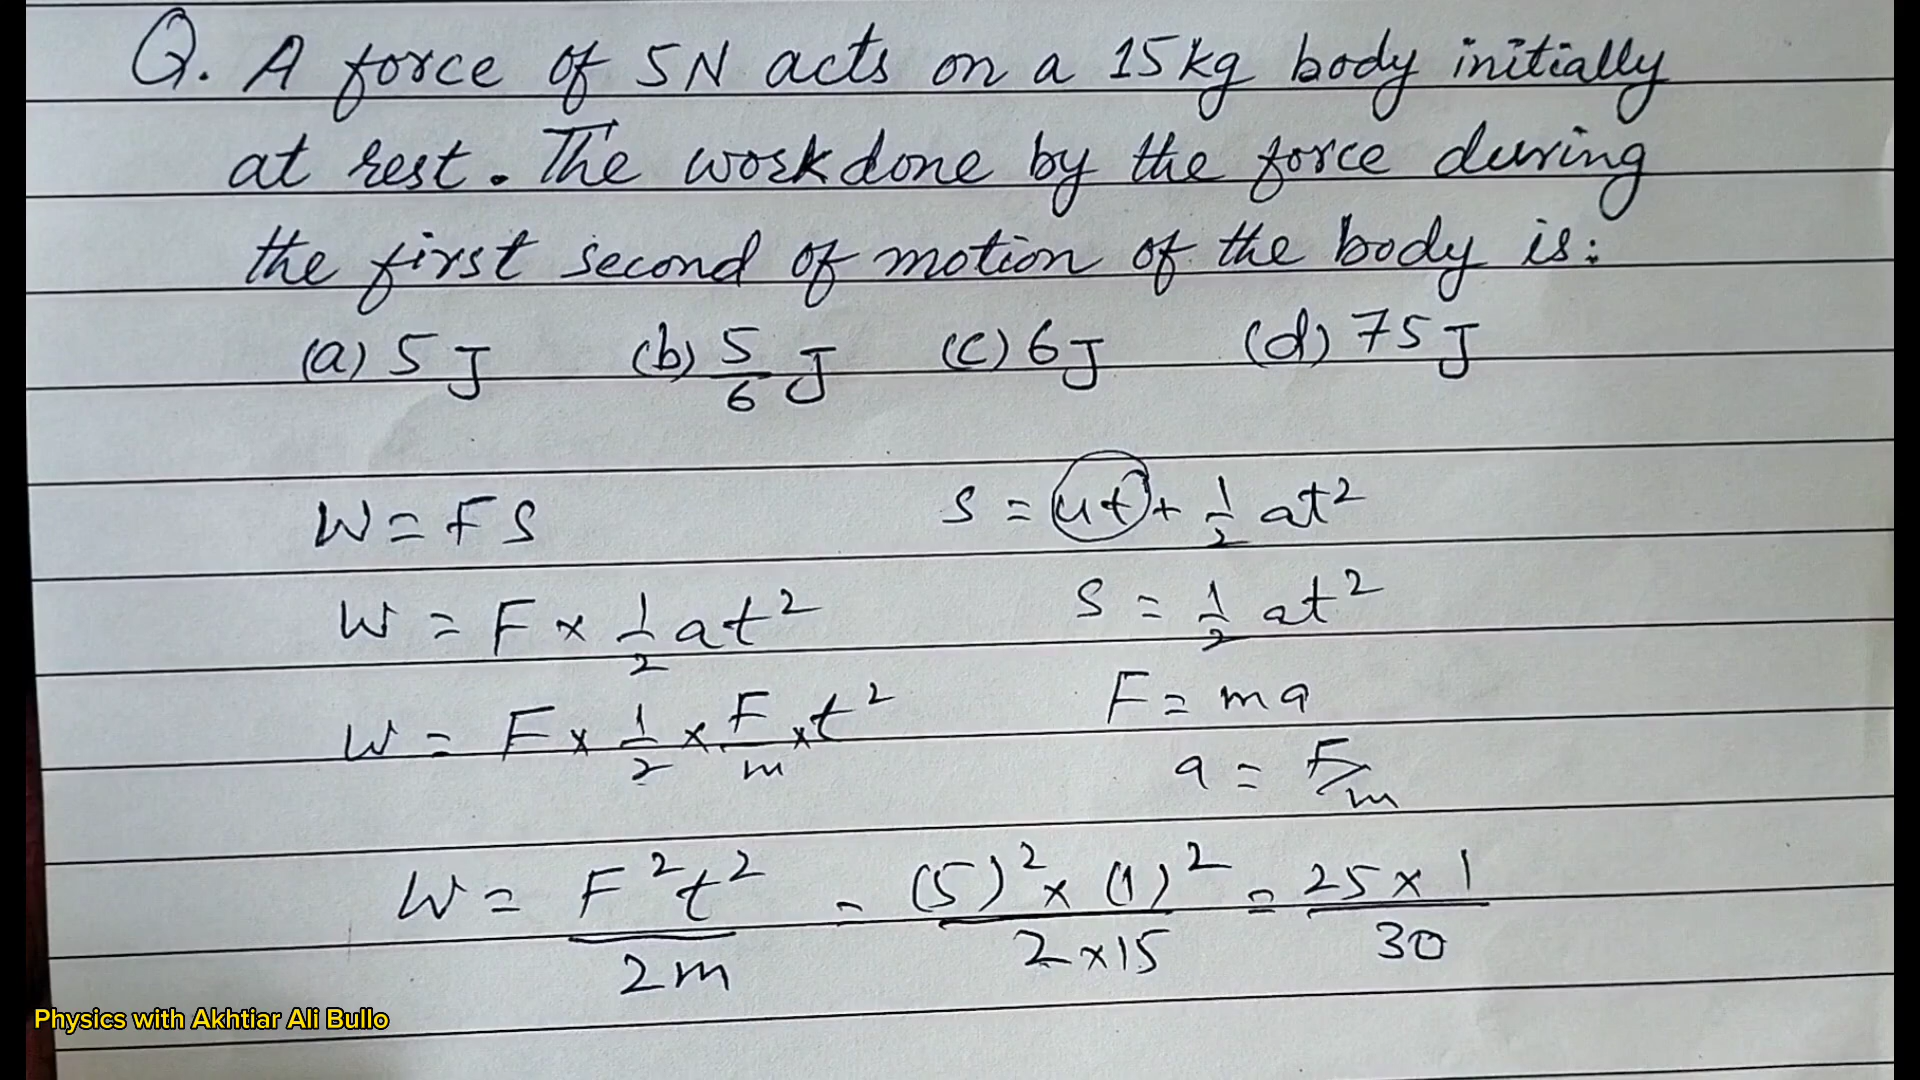 Q. A force of 5N acts on a 15kg body initially
at rest. The work done by the force during
the first second of motion of the body is:
(a) 5 J (b) 5/6 J (c) 6 J (d) 75 J
W = FS S = ut + 1/2 at²
W = F × 1/2 at² S = 1/2 at²
W = F × 1/2 × F/m × t² F = ma
a = F/m
W = F²t²/2m = (5)² × (1)²/2×15 = 25 × 1/30
Physics with Akhtiar Ali Bullo